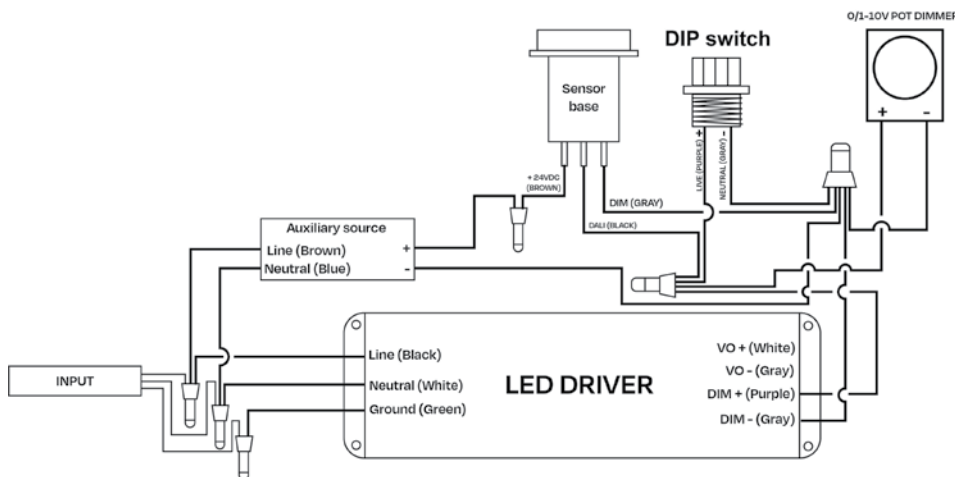 0/1-10V POT DIMMER
DIP switch
Sensor
base
+ -
+ 24VDC
(BROWN)
LIVE (PURPLE) +
NEUTRAL (GRAY) -
DIM (GRAY)
DALI (BLACK)
Auxiliary source
Line (Brown) +
Neutral (Blue) -
INPUT
Line (Black)
Neutral (White)
Ground (Green)
LED DRIVER
VO + (White)
VO - (Gray)
DIM + (Purple)
DIM - (Gray)